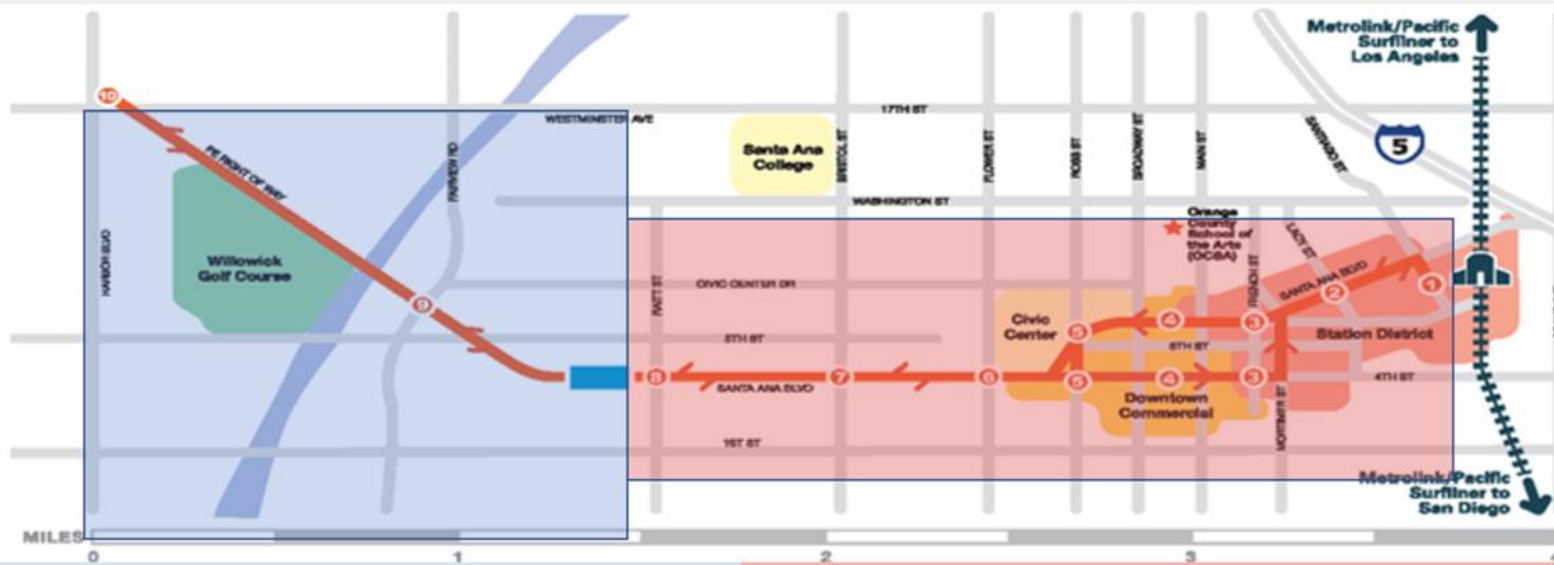 Metrolink/Pacific
Surfliner to
Los Angeles
10
17TH ST
WESTMINSTER AVE
5
SANTIAGO ST
Santa Ana
College
BRISTOL ST
FLOWER ST
ROSS ST
BROADWAY ST
MAIN ST
FAIRVIEW RD
PE RIGHT OF WAY
WASHINGTON ST
Orange
County
School of
the Arts
(OCSA)
LACY ST
HARBOR BLVD
Willowick
Golf Course
RAITT ST
CIVIC CENTER DR
FRENCH ST
SANTA ANA BLVD
1
2
9
Civic
Center
5
4
3
Station District
5TH ST
6TH ST
8
7
6
5
4
3
4TH ST
SANTA ANA BLVD
Downtown
Commercial
MORTIMER ST
1ST ST
Metrolink/Pacific
Surfliner to
San Diego
MILES
0
1
2
3
4